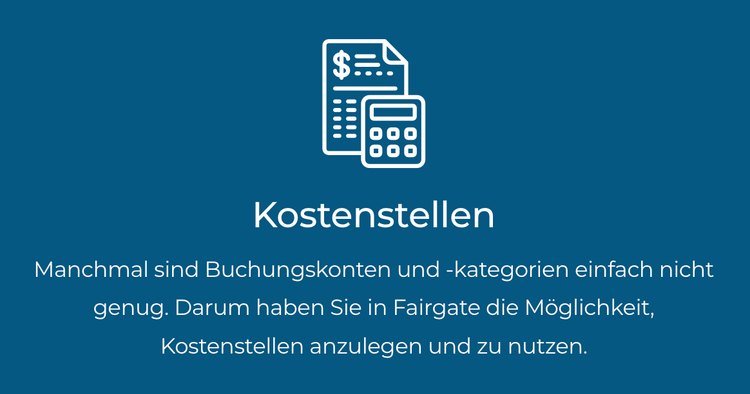 $
Kostenstellen
Manchmal sind Buchungskonten und -kategorien einfach nicht
genug. Darum haben Sie in Fairgate die Möglichkeit,
Kostenstellen anzulegen und zu nutzen.